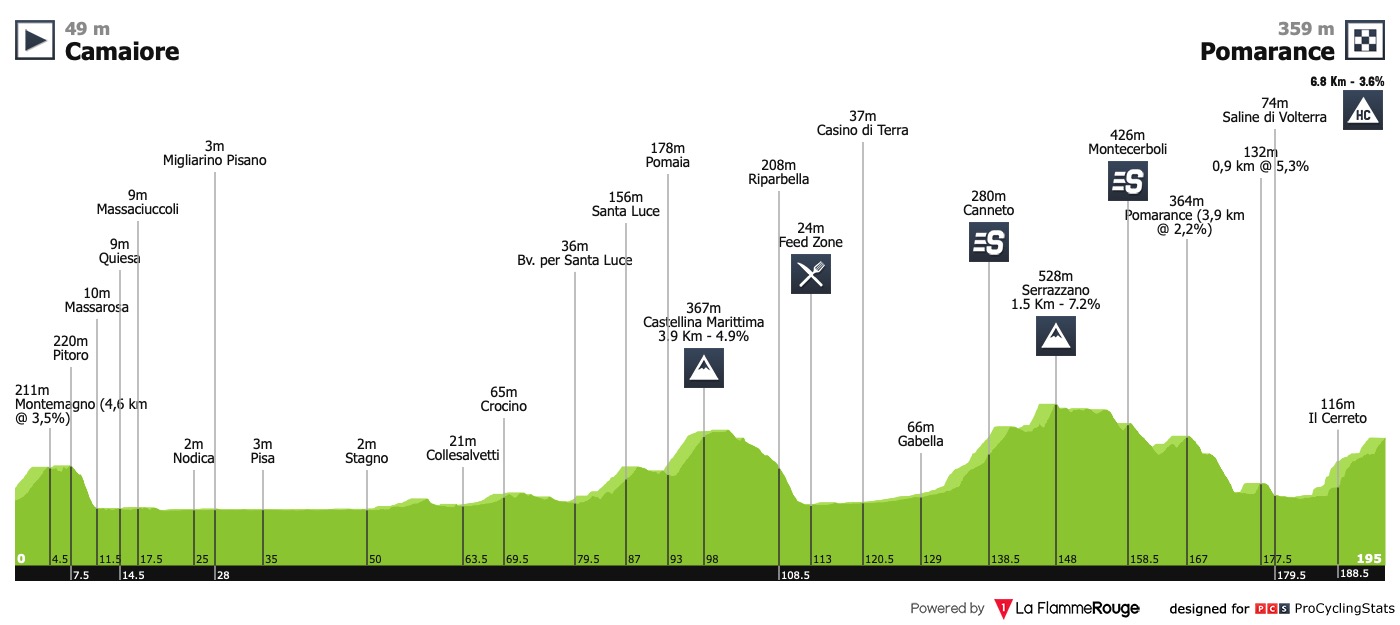 49 m
Camaiore
359 m
Pomarance
6.8 Km - 3.6%
HC
74m
Saline di Volterra
37m
Casino di Terra
426m
Montecerboli
S
3m
Migliarino Pisano
178m
Pomaia
208m
Riparbella
132m
0,9 km @ 5,3%
9m
Massaciuccoli
156m
Santa Luce
280m
Canneto
S
364m
Pomarance (3,9 km
@ 2,2%)
9m
Quiesa
36m
Bv. per Santa Luce
24m
Feed Zone
528m
Serrazzano
1.5 Km - 7.2%
10m
Massarosa
367m
Castellina Marittima
3.9 Km - 4.9%
220m
Pitoro
211m
Montemagno (4,6 km
@ 3,5%)
65m
Crocino
116m
Il Cerreto
2m
Nodica
3m
Pisa
2m
Stagno
21m
Collesalvetti
66m
Gabella
0 4.5 11.5 17.5 25 35 50 63.5 69.5 79.5 87 93 98 113 120.5 129 138.5 148 158.5 167 177.5 195
7.5 14.5 28 108.5 179.5 188.5
Powered by 1 La FlammeRouge designed for PCS ProCyclingStats